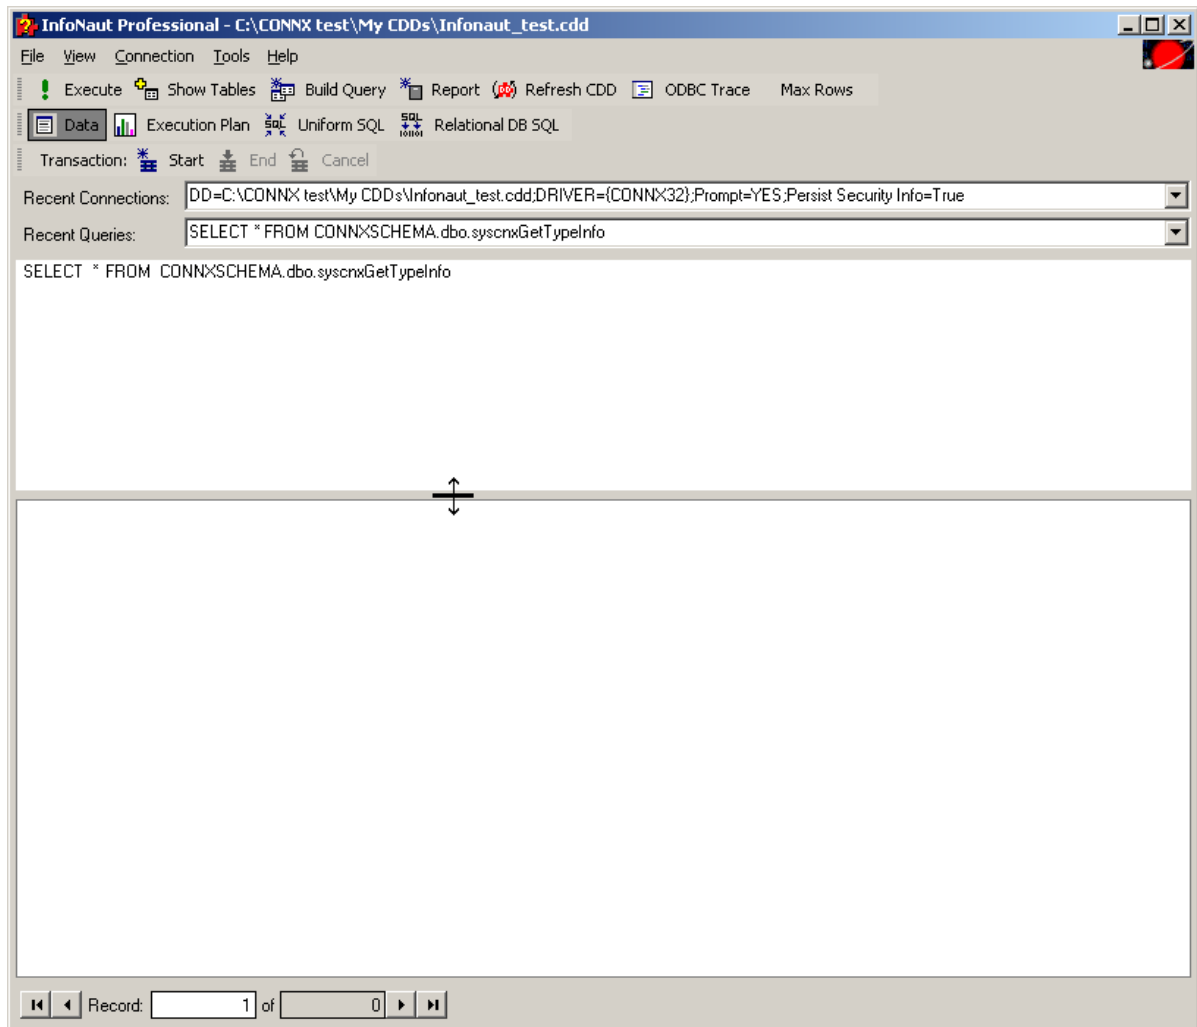 InfoNaut Professional - C:\CONNX test\My CDDs\Infonaut_test.cdd
File View Connection Tools Help
Execute Show Tables Build Query Report Refresh CDD ODBC Trace Max Rows
Data Execution Plan SQL Uniform SQL SQL Relational DB SQL
Transaction: Start End Cancel
Recent Connections: DD=C:\CONNX test\My CDDs\Infonaut_test.cdd;DRIVER={CONNX32};Prompt=YES;Persist Security Info=True
Recent Queries: SELECT * FROM CONNXSCHEMA.dbo.syscnxGetTypeInfo
SELECT * FROM CONNXSCHEMA.dbo.syscnxGetTypeInfo
Record: 1 of 0